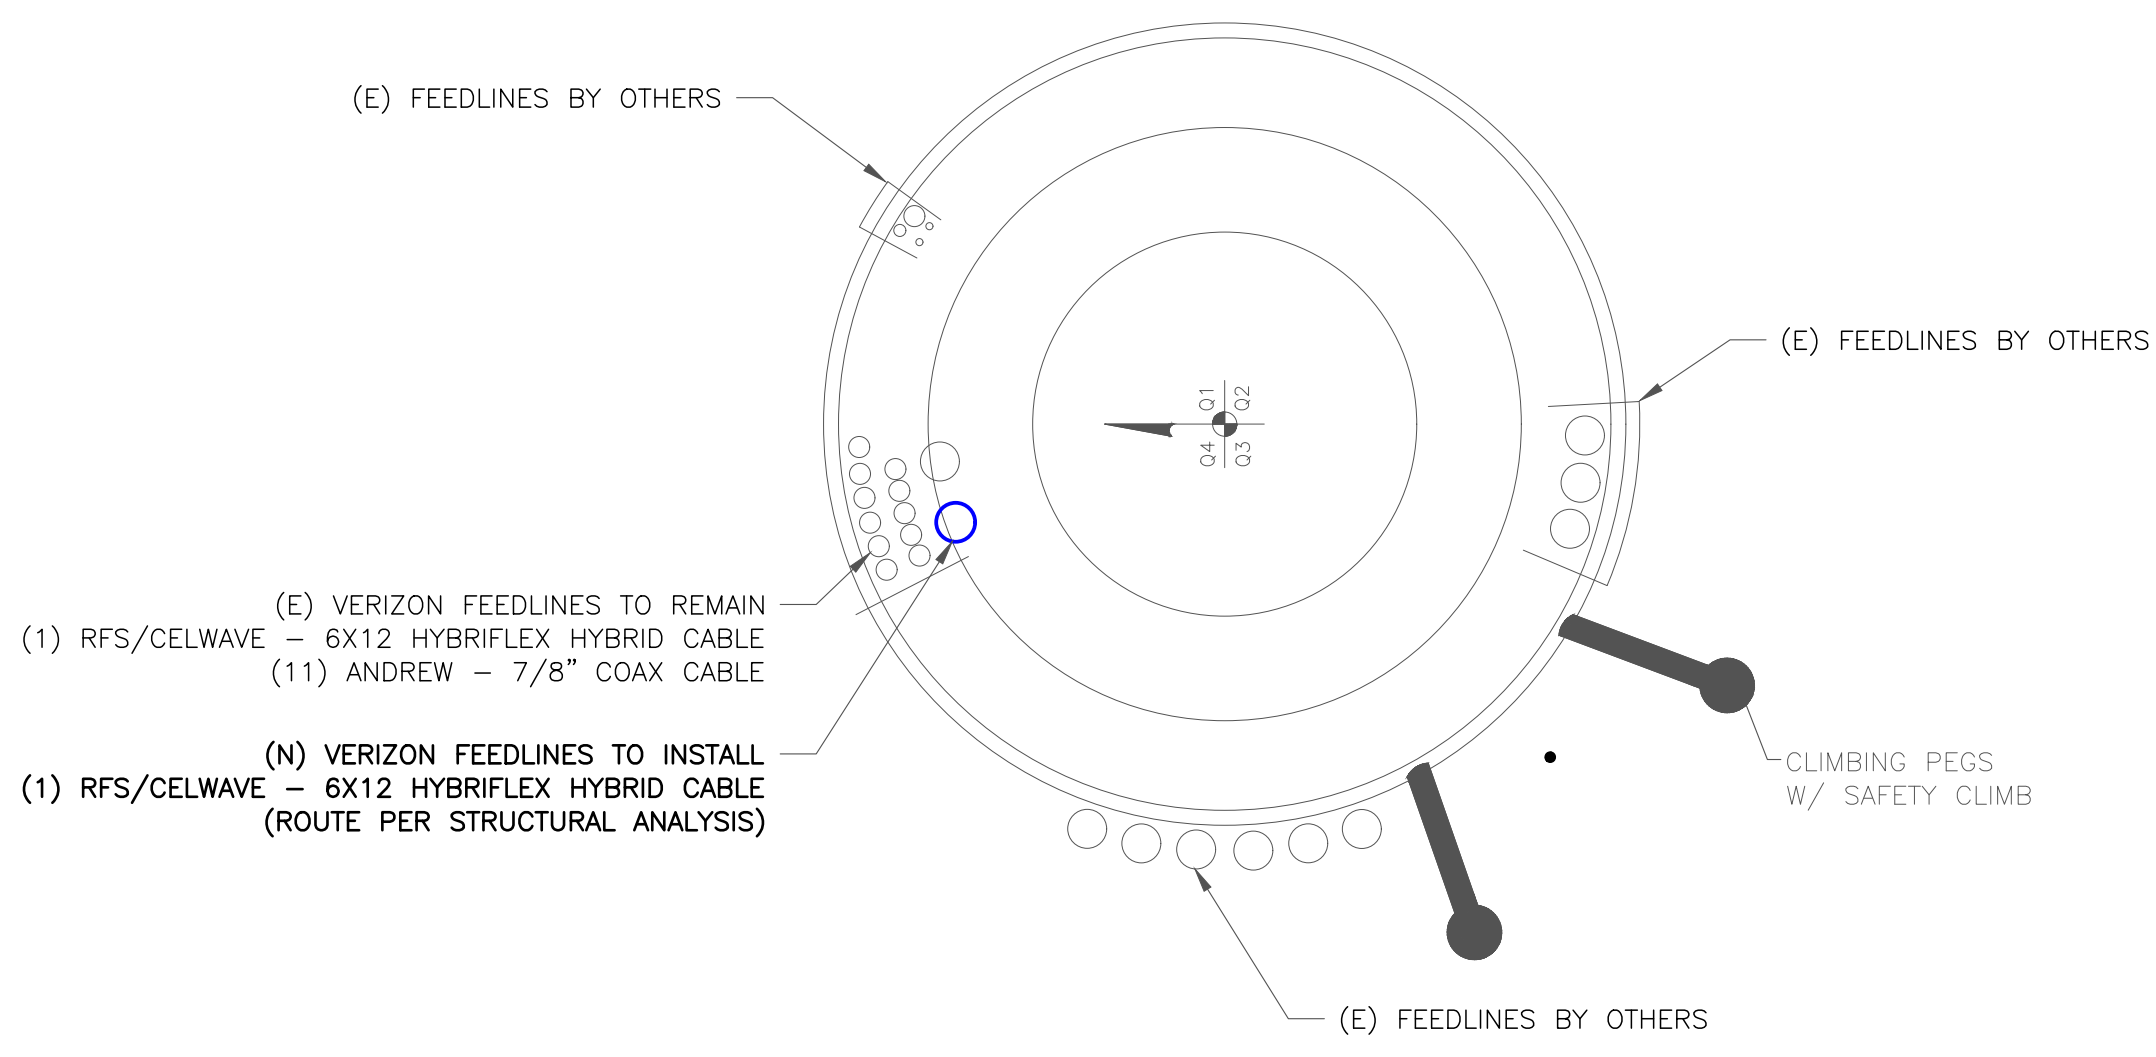 (E) FEEDLINES BY OTHERS
(E) FEEDLINES BY OTHERS
Q1
Q2
Q4
Q3
(E) VERIZON FEEDLINES TO REMAIN
(1) RFS/CELWAVE – 6X12 HYBRIFLEX HYBRID CABLE
(11) ANDREW – 7/8" COAX CABLE
(N) VERIZON FEEDLINES TO INSTALL
(1) RFS/CELWAVE – 6X12 HYBRIFLEX HYBRID CABLE
(ROUTE PER STRUCTURAL ANALYSIS)
CLIMBING PEGS
W/ SAFETY CLIMB
(E) FEEDLINES BY OTHERS